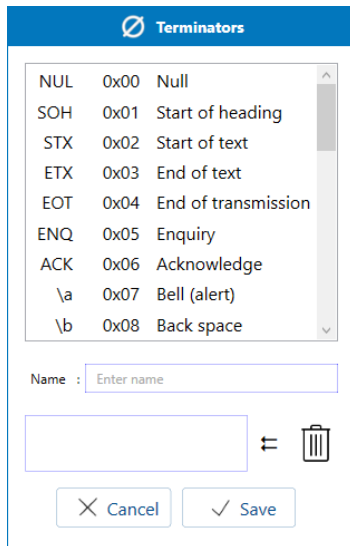 Terminators
NUL 0x00 Null
SOH 0x01 Start of heading
STX 0x02 Start of text
ETX 0x03 End of text
EOT 0x04 End of transmission
ENQ 0x05 Enquiry
ACK 0x06 Acknowledge
\a 0x07 Bell (alert)
\b 0x08 Back space
Name : Enter name
Cancel Save